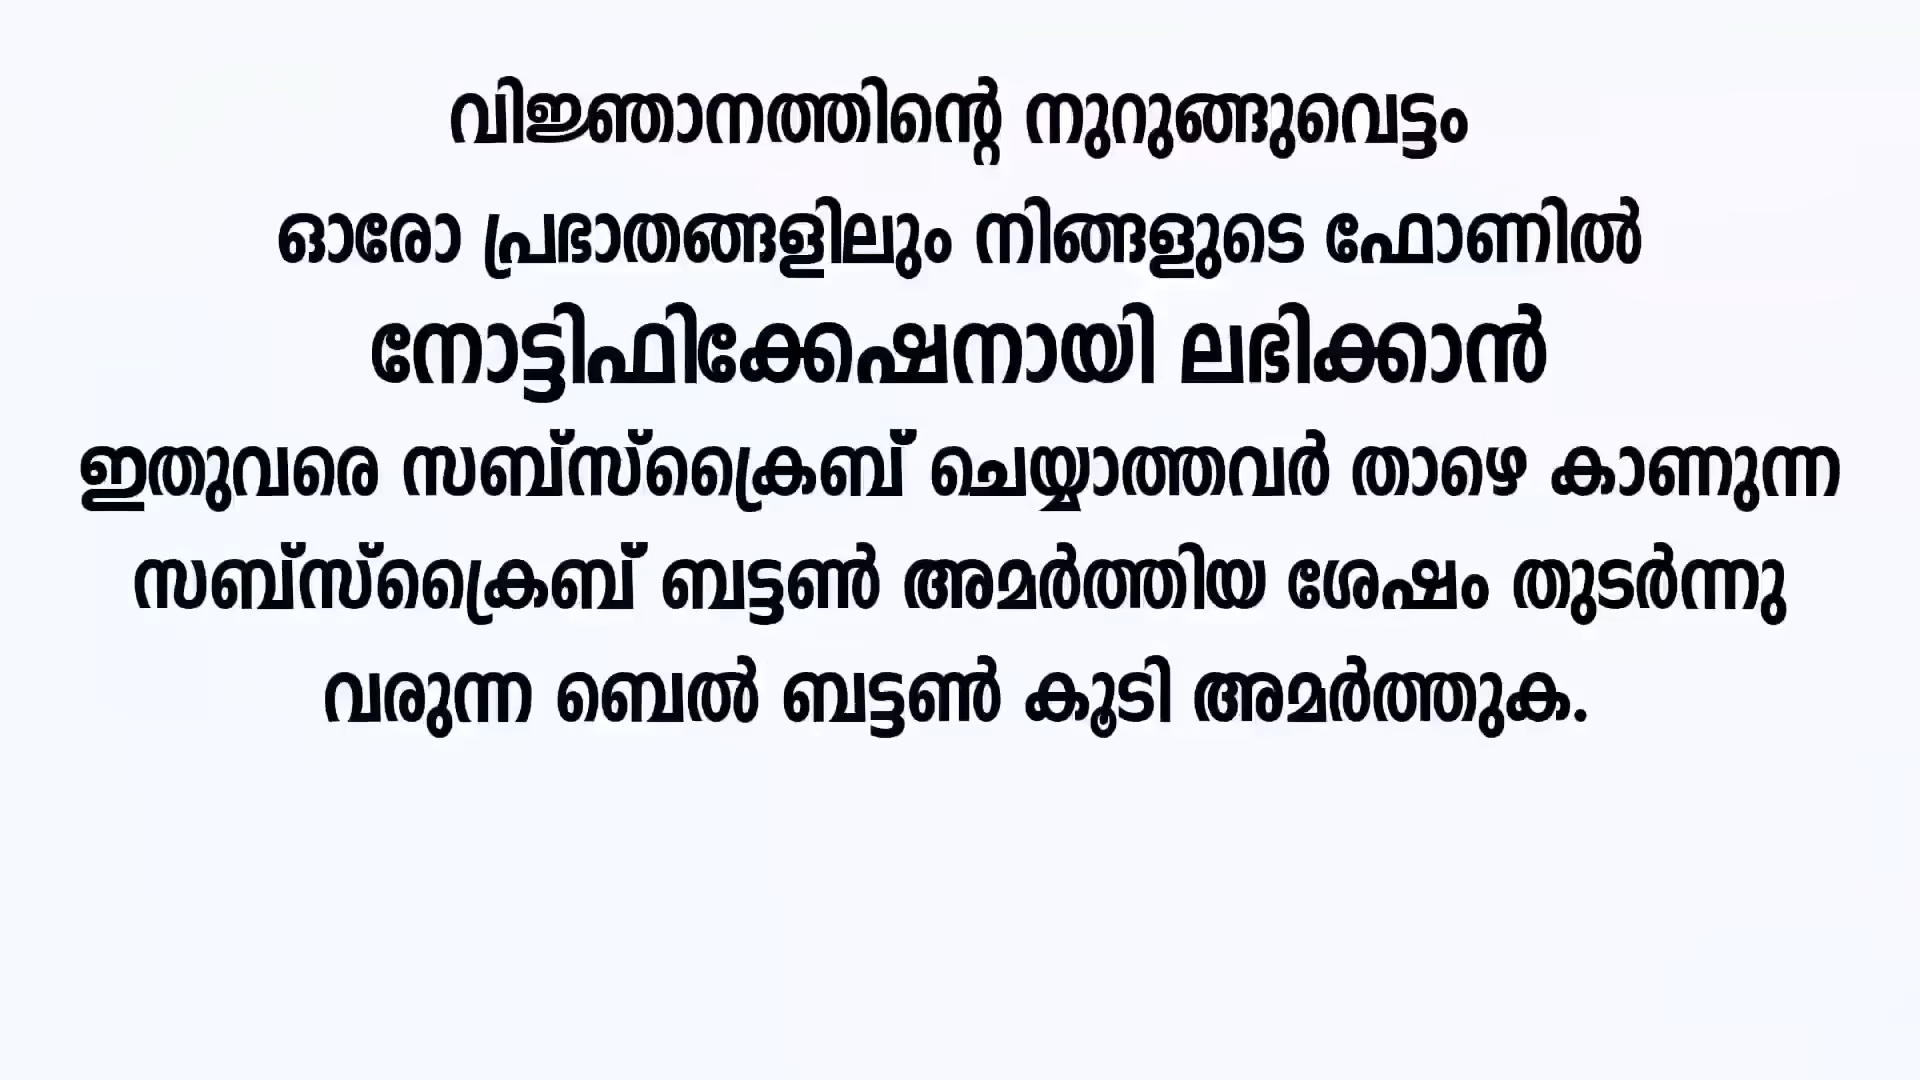 വിജ്ഞാനത്തിന്റെ നുറുങ്ങുവെട്ടം
ഓരോ പ്രഭാതങ്ങളിലും നിങ്ങളുടെ ഫോണിൽ
നോട്ടിഫിക്കേഷനായി ലഭിക്കാൻ
ഇതുവരെ സബ്സ്ക്രൈബ് ചെയ്യാത്തവർ താഴെ കാണുന്ന
സബ്സ്ക്രൈബ് ബട്ടൺ അമർത്തിയ ശേഷം തുടർന്നു
വരുന്ന ബെൽ ബട്ടൺ കൂടി അമർത്തുക.